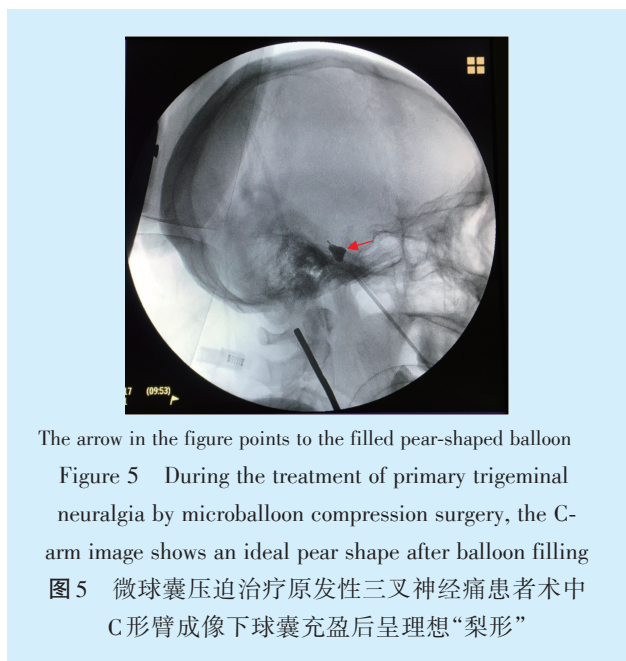 17 (09:53)
The arrow in the figure points to the filled pear-shaped balloon
Figure 5 During the treatment of primary trigeminal
neuralgia by microballoon compression surgery, the C-
arm image shows an ideal pear shape after balloon filling
图5 微球囊压迫治疗原发性三叉神经痛患者术中
C形臂成像下球囊充盈后呈理想“梨形”